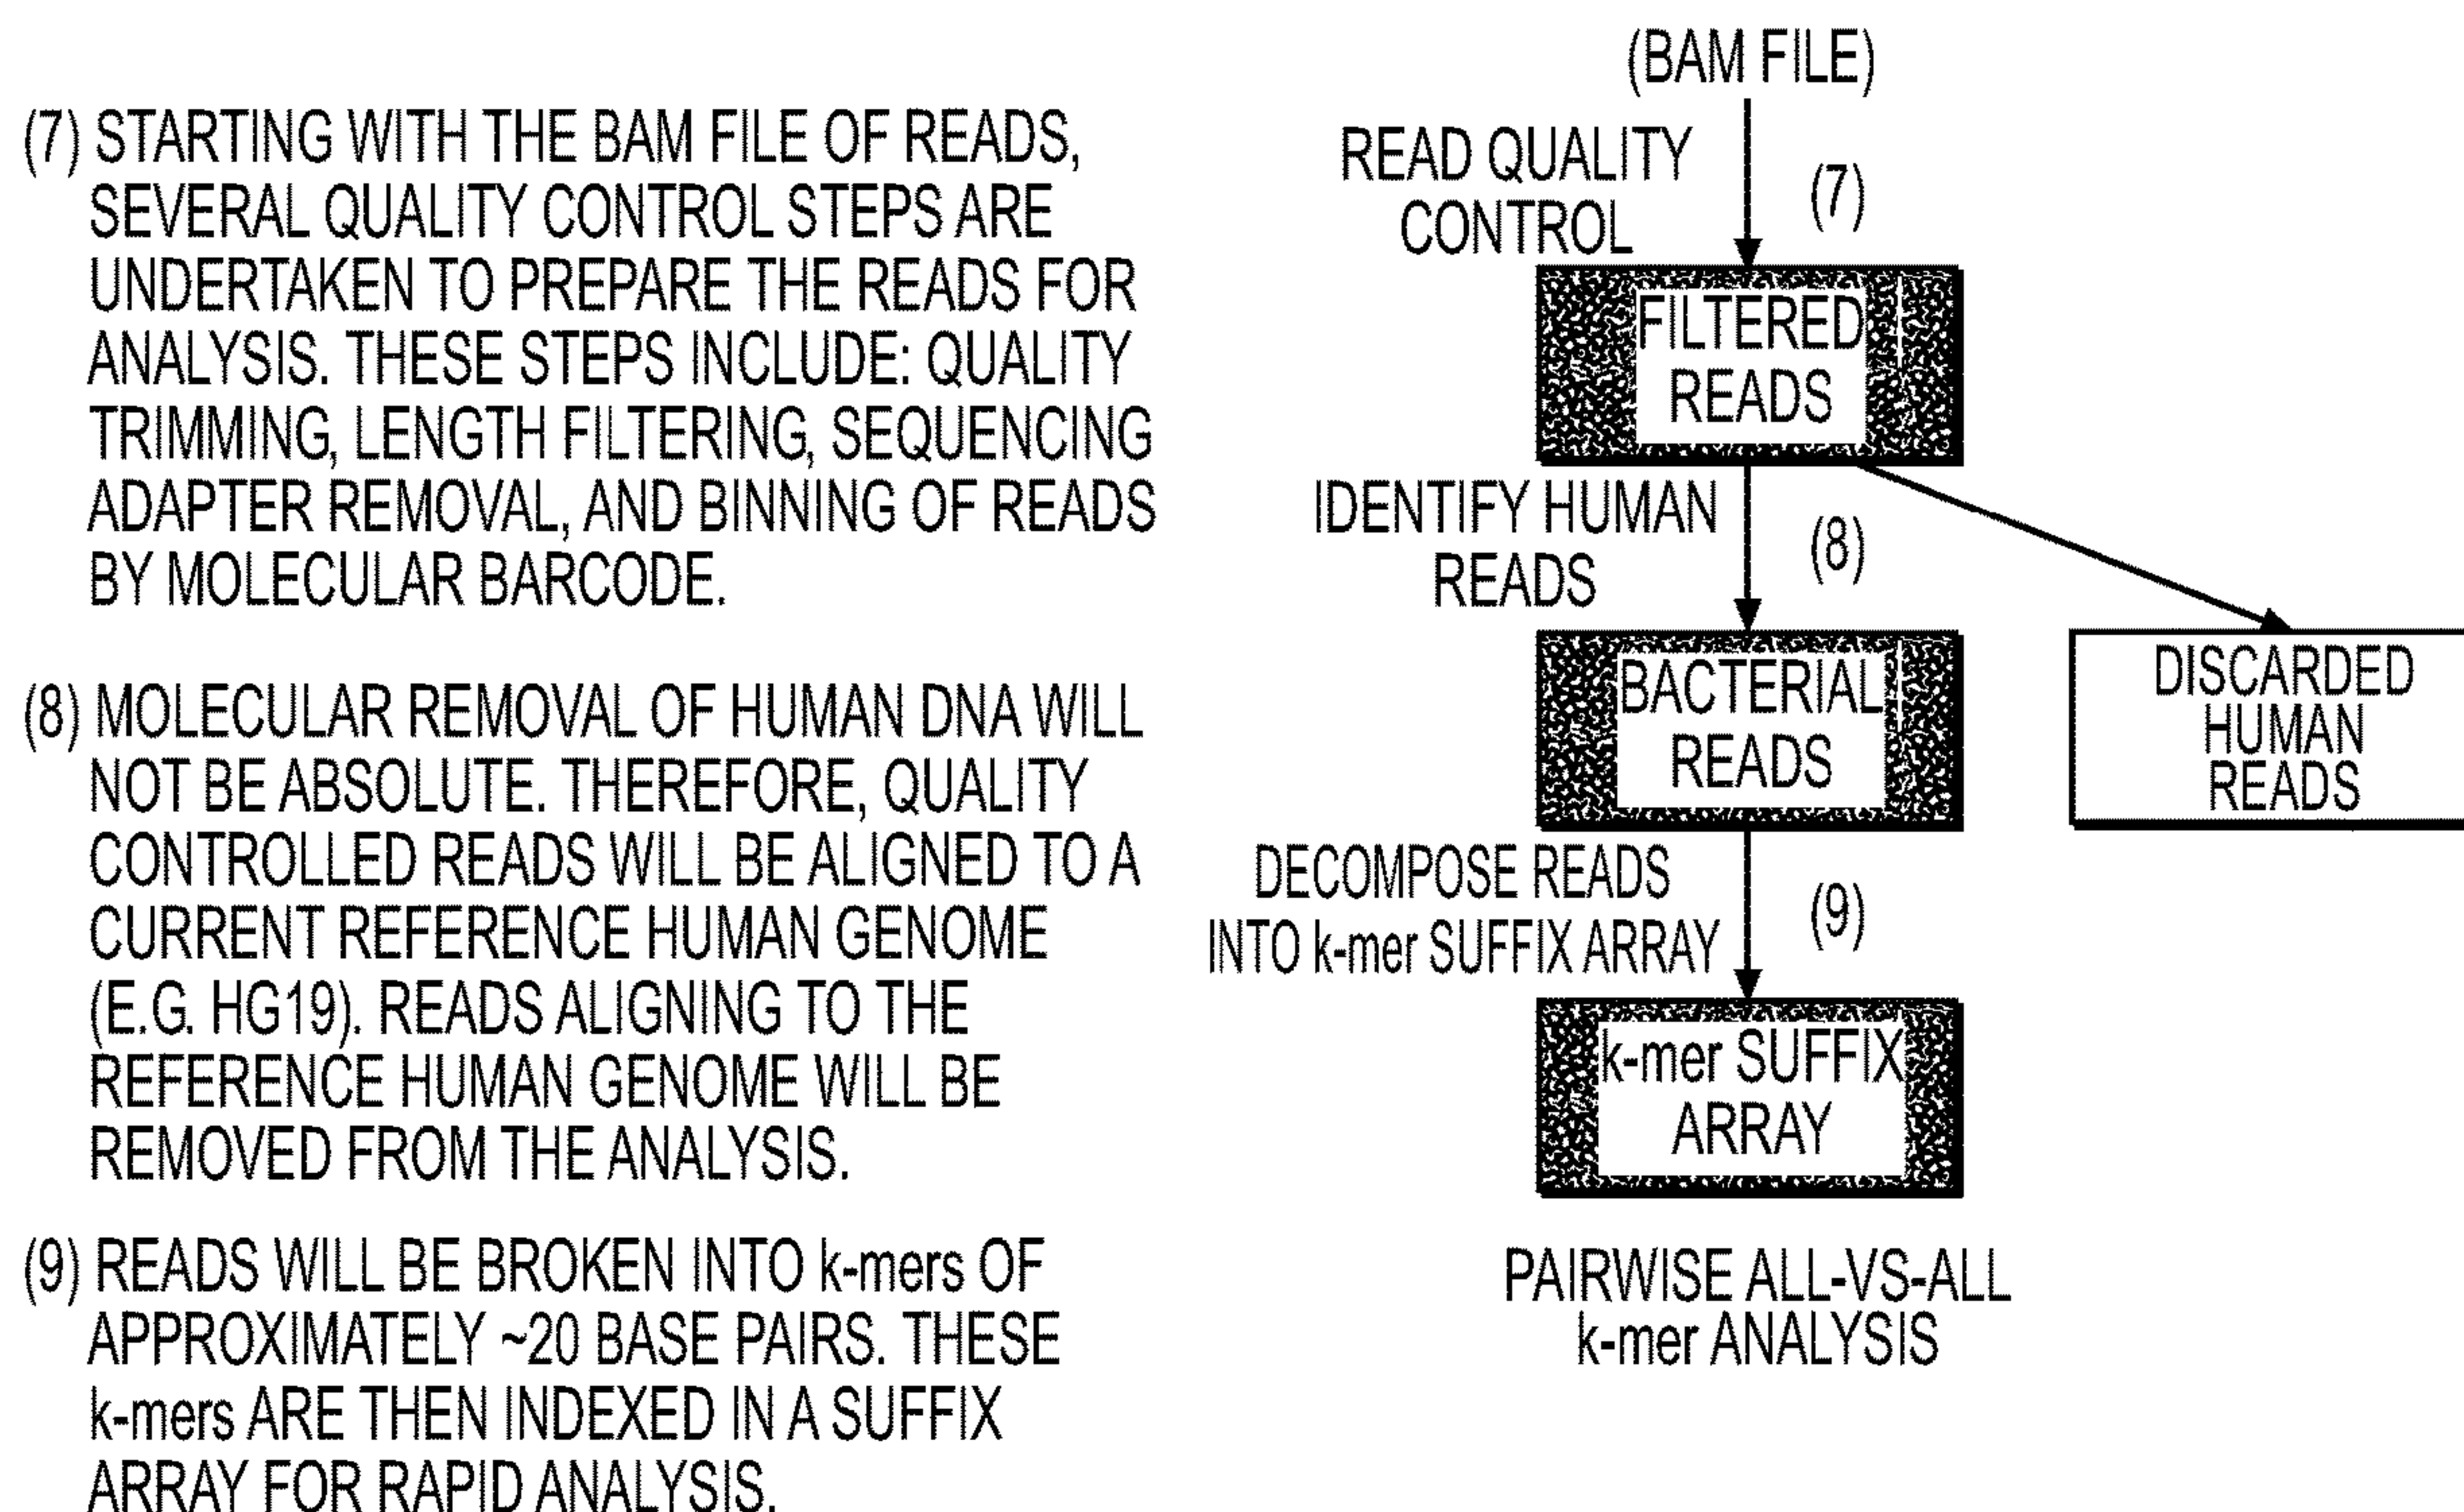 (7) STARTING WITH THE BAM FILE OF READS,
SEVERAL QUALITY CONTROL STEPS ARE
UNDERTAKEN TO PREPARE THE READS FOR
ANALYSIS. THESE STEPS INCLUDE: QUALITY
TRIMMING, LENGTH FILTERING, SEQUENCING
ADAPTER REMOVAL, AND BINNING OF READS
BY MOLECULAR BARCODE.
(8) MOLECULAR REMOVAL OF HUMAN DNA WILL
NOT BE ABSOLUTE. THEREFORE, QUALITY
CONTROLLED READS WILL BE ALIGNED TO A
CURRENT REFERENCE HUMAN GENOME
(E.G. HG19). READS ALIGNING TO THE
REFERENCE HUMAN GENOME WILL BE
REMOVED FROM THE ANALYSIS.
(9) READS WILL BE BROKEN INTO k-mers OF
APPROXIMATELY ~20 BASE PAIRS. THESE
k-mers ARE THEN INDEXED IN A SUFFIX
ARRAY FOR RAPID ANALYSIS.
(BAM FILE)
READ QUALITY
CONTROL
(7)
FILTERED
READS
IDENTIFY HUMAN
READS
(8)
BACTERIAL
READS
DISCARDED
HUMAN
READS
DECOMPOSE READS
INTO k-mer SUFFIX ARRAY
(9)
k-mer SUFFIX
ARRAY
PAIRWISE ALL-VS-ALL
k-mer ANALYSIS